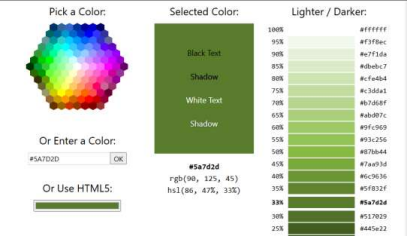 Pick a Color:
Or Enter a Color:
#5A7D2D OK
Or Use HTML5:
Selected Color:
Black Text
Shadow
White Text
Shadow
#5a7d2d
rgb(90, 125, 45)
hsl(86, 47%, 33%)
Lighter / Darker:
100% #ffffff
95% #f3f8ec
90% #e7f1da
85% #dbebc7
80% #cfe4b4
75% #c3dda1
70% #b7d68f
65% #abd07c
60% #9fc969
55% #93c256
50% #87bb44
45% #7aa93d
40% #6c9636
35% #5f832f
33% #5a7d2d
30% #517029
25% #445e22